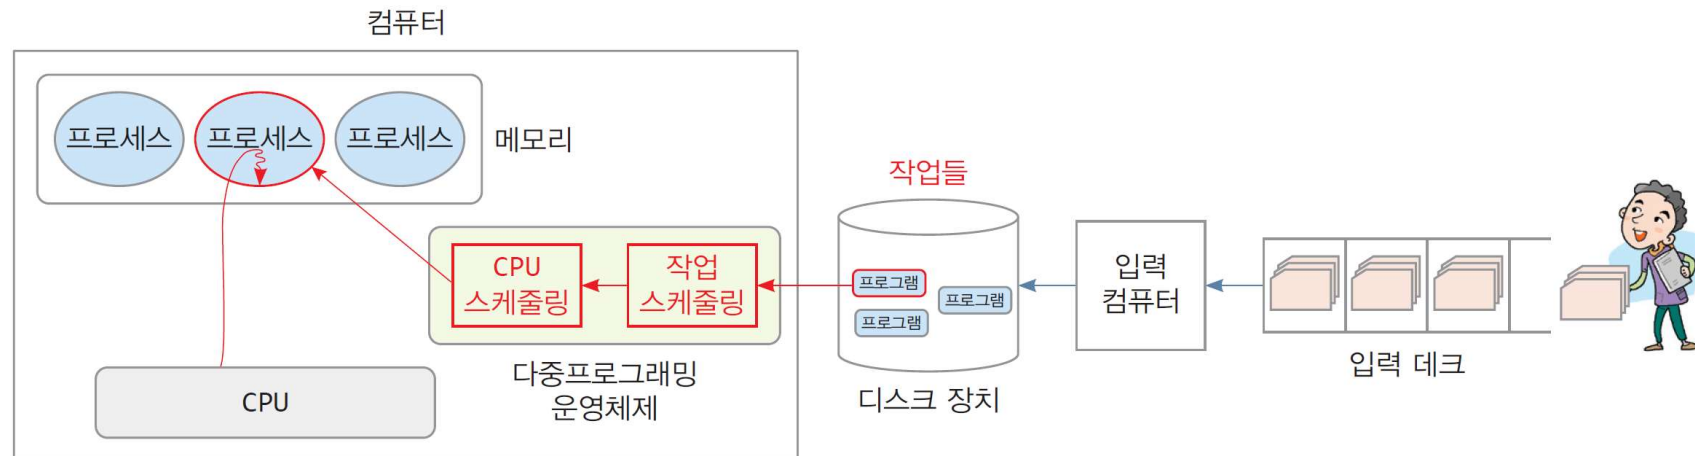 컴퓨터
프로세스
프로세스
프로세스
메모리
CPU
스케줄링
작업
스케줄링
다중프로그래밍
운영체제
CPU
작업들
프로그램
프로그램
프로그램
디스크 장치
입력
컴퓨터
입력 데크